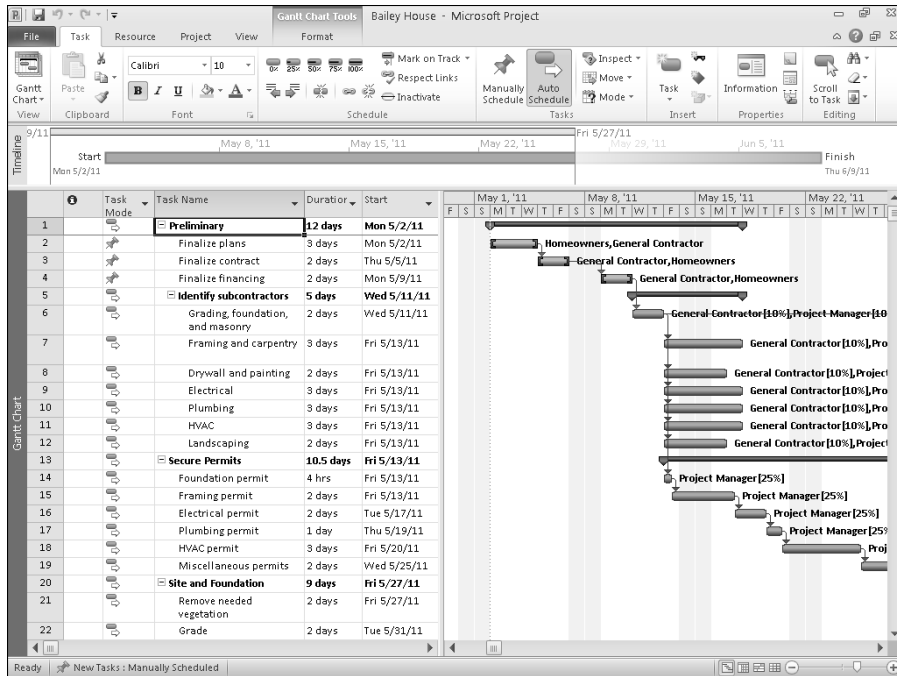 Gantt Chart Tools
Bailey House - Microsoft Project
File Task Resource Project View Format
Gantt Chart
Paste
Calibri 10
B I U A
0% 25% 50% 75% 100%
Mark on Track
Respect Links
Inactivate
Manually Schedule
Auto Schedule
Inspect
Move
Mode
Task
Information
Scroll to Task
View Clipboard Font Schedule Tasks Insert Properties Editing
Timeline
9/11
Fri 5/27/11
May 8, '11 May 15, '11 May 22, '11 May 29, '11 Jun 5, '11
Start
Mon 5/2/11
Finish
Thu 6/9/11
Gantt Chart
Task Mode Task Name Duration Start
May 1, '11 May 8, '11 May 15, '11 May 22, '11
F S S M T W T F S S M T W T F S S M T W T F S S M T W T
1 Preliminary 12 days Mon 5/2/11
2 Finalize plans 3 days Mon 5/2/11 Homeowners,General Contractor
3 Finalize contract 2 days Thu 5/5/11 General Contractor,Homeowners
4 Finalize financing 2 days Mon 5/9/11 General Contractor,Homeowners
5 Identify subcontractors 5 days Wed 5/11/11
6 Grading, foundation, and masonry 2 days Wed 5/11/11 General Contractor[10%],Project Manager[10
7 Framing and carpentry 3 days Fri 5/13/11 General Contractor[10%],Pro
8 Drywall and painting 2 days Fri 5/13/11 General Contractor[10%],Project
9 Electrical 3 days Fri 5/13/11 General Contractor[10%],Pro
10 Plumbing 3 days Fri 5/13/11 General Contractor[10%],Pro
11 HVAC 3 days Fri 5/13/11 General Contractor[10%],Pro
12 Landscaping 2 days Fri 5/13/11 General Contractor[10%],Project
13 Secure Permits 10.5 days Fri 5/13/11
14 Foundation permit 4 hrs Fri 5/13/11 Project Manager[25%]
15 Framing permit 2 days Fri 5/13/11 Project Manager[25%]
16 Electrical permit 2 days Tue 5/17/11 Project Manager[25%]
17 Plumbing permit 1 day Thu 5/19/11 Project Manager[25%
18 HVAC permit 3 days Fri 5/20/11 Proj
19 Miscellaneous permits 2 days Wed 5/25/11
20 Site and Foundation 9 days Fri 5/27/11
21 Remove needed vegetation 2 days Fri 5/27/11
22 Grade 2 days Tue 5/31/11
Ready New Tasks : Manually Scheduled